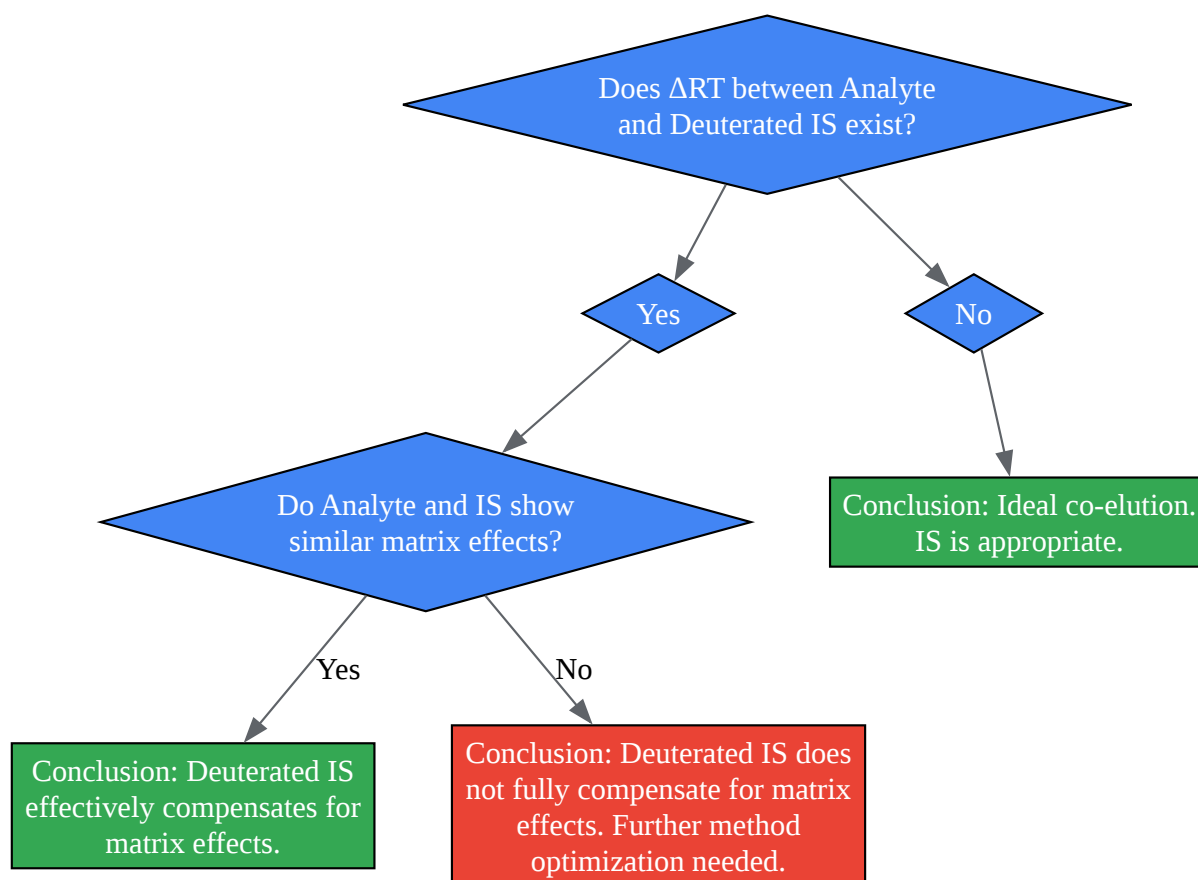 Does ΔRT between Analyte
and Deuterated IS exist?
Yes
No
Do Analyte and IS show
similar matrix effects?
Conclusion: Ideal co-elution.
IS is appropriate.
Yes
No
Conclusion: Deuterated IS
effectively compensates for
matrix effects.
Conclusion: Deuterated IS does
not fully compensate for matrix
effects. Further method
optimization needed.